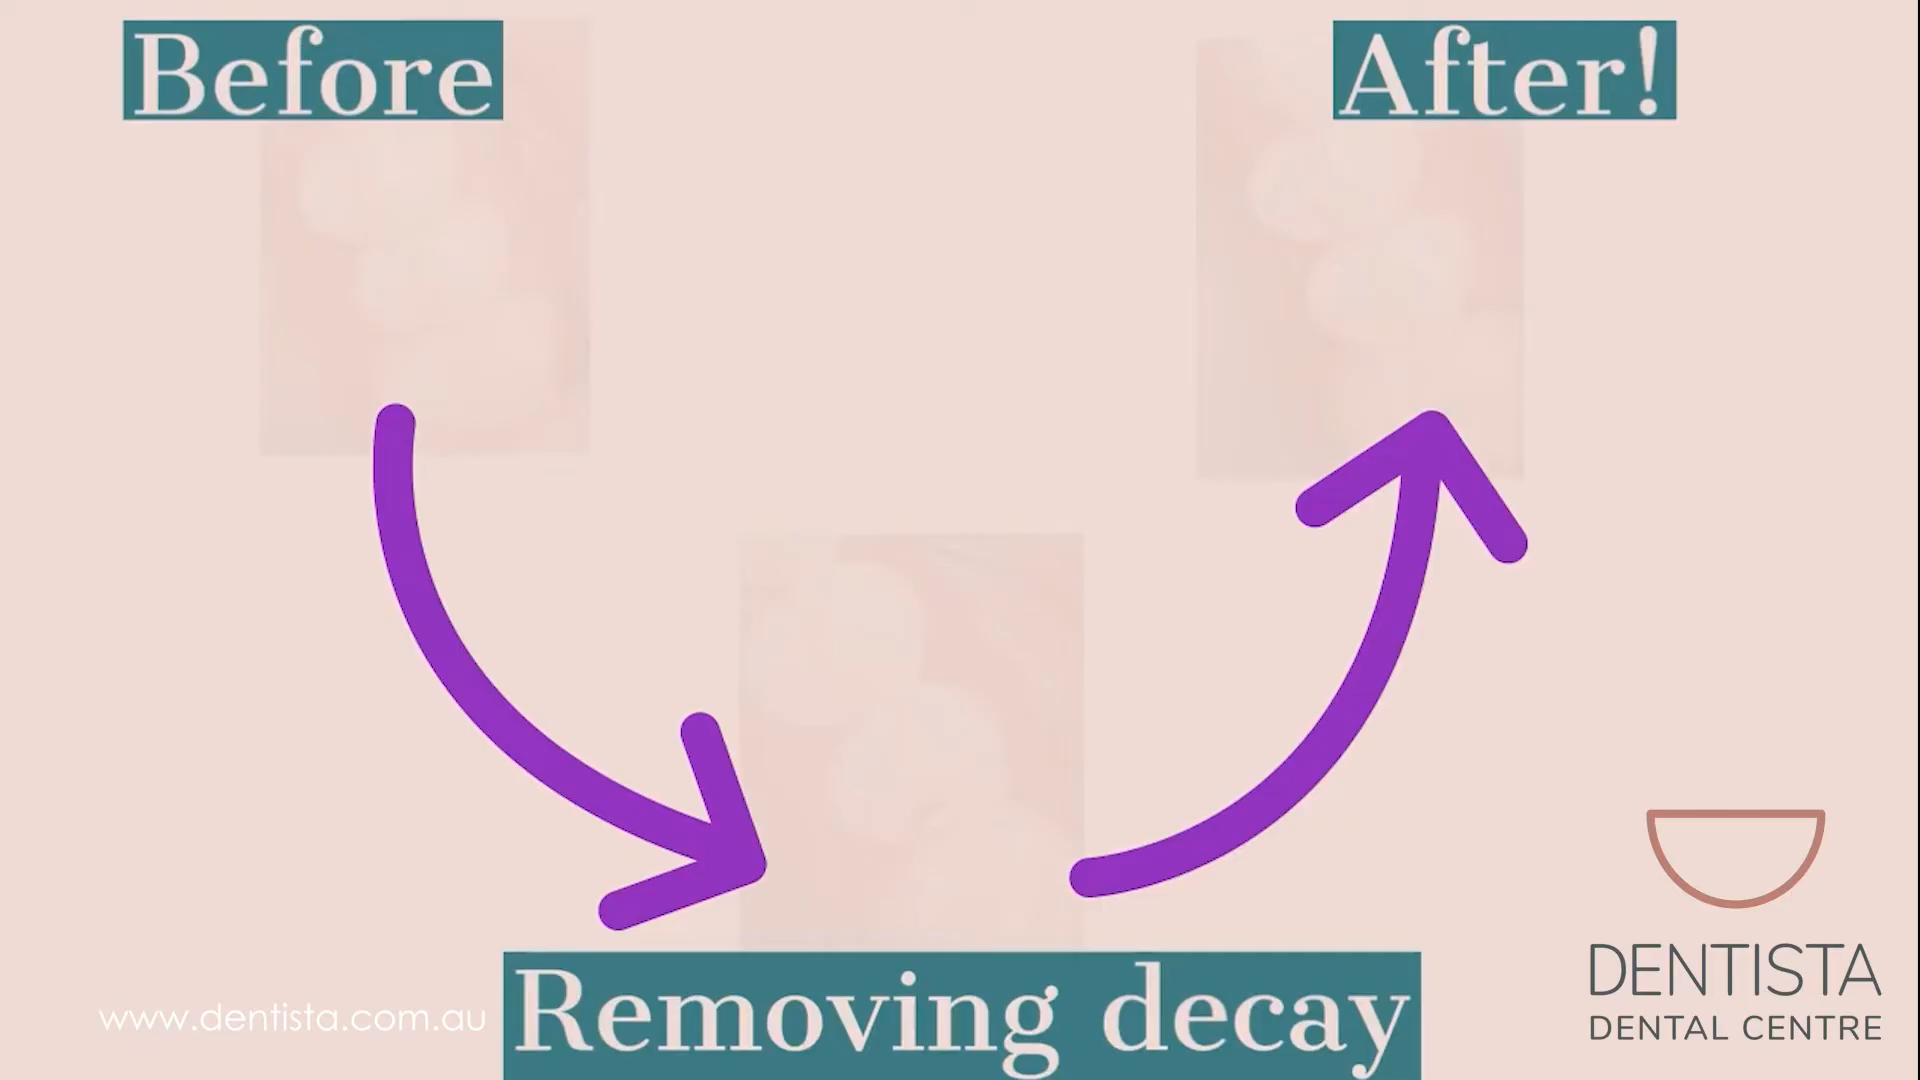 Before
After!
Removing decay
www.dentista.com.au
DENTISTA
DENTAL CENTRE